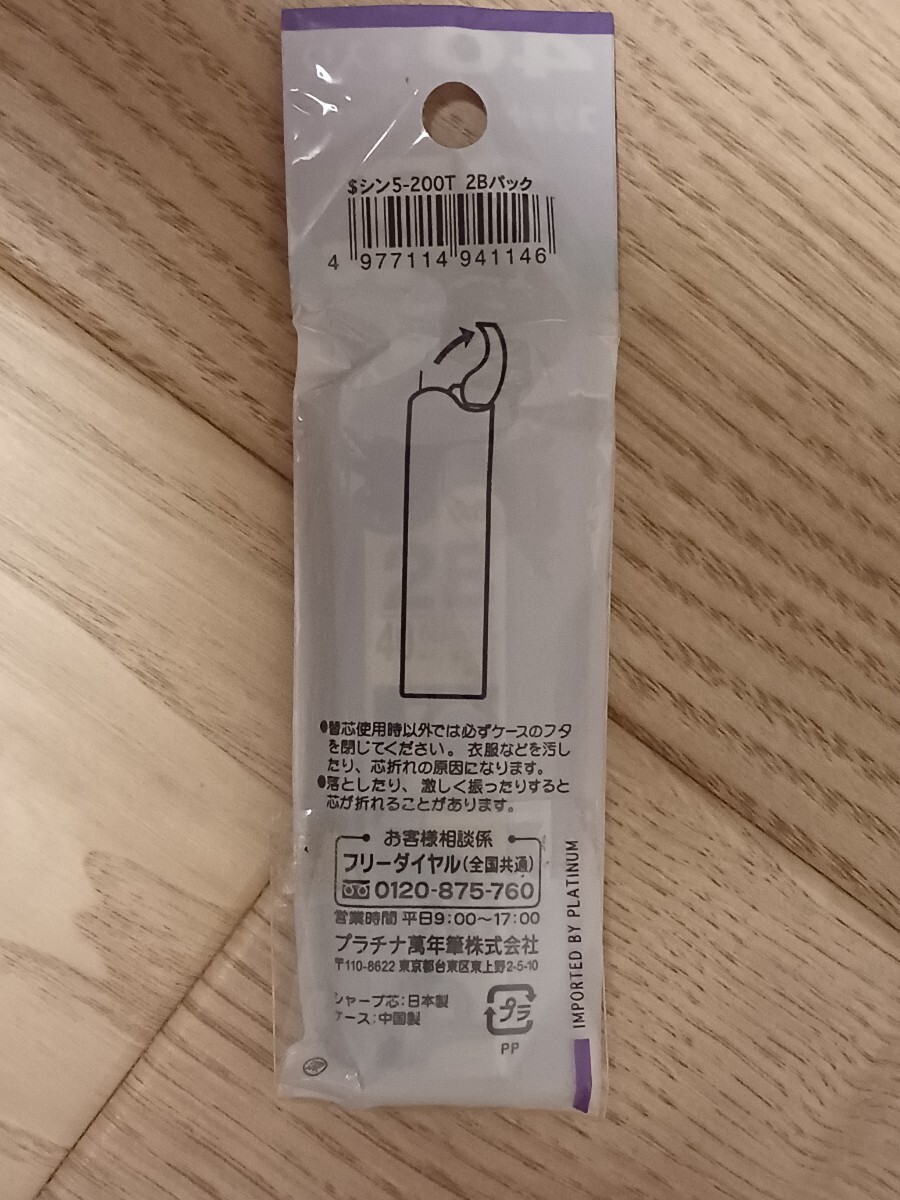 $シン5-200T 2Bパック
4 977114 941146
●替芯使用時以外では必ずケースのフタ
を閉じてください。衣服などを汚し
たり、芯折れの原因になります。
●落としたり、激しく振ったりすると
芯が折れることがあります。
お客様相談係
フリーダイヤル(全国共通)
0120-875-760
営業時間 平日9:00〜17:00
プラチナ萬年筆株式会社
〒110-8622 東京都台東区東上野2-5-10
シャープ芯:日本製
ケース:中国製
プラ
PP
IMPORTED BY PLATINUM